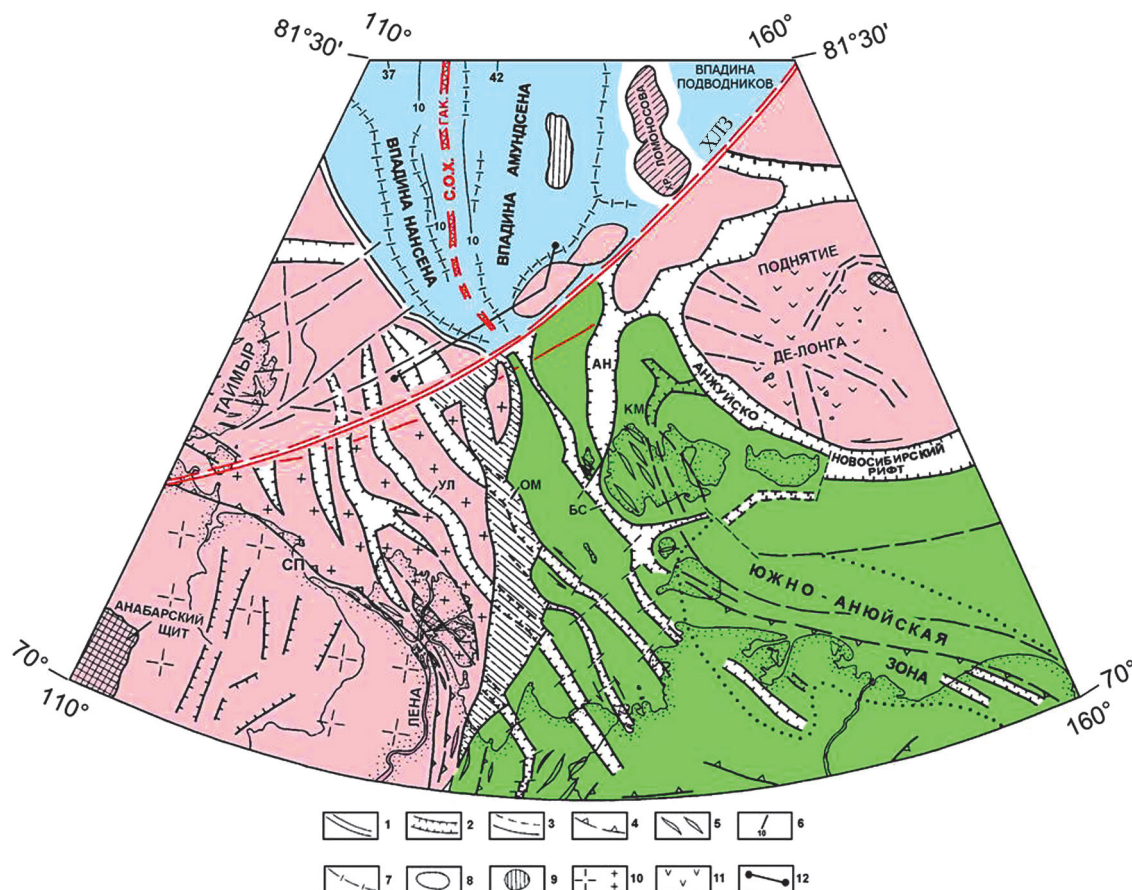 110°
160°
81°30'
81°30'
37
42
10
10
10
С.О.Х. ГАК.
ВПАДИНА НАНСЕНА
ВПАДИНА АМУНДСЕНА
ХР. ЛОМОНОСОВА
ВПАДИНА
ПОДВОДНИКОВ
ХЛЗ
ПОДНЯТИЕ
ДЕ-ЛОНГА
ТАЙМЫР
АН
КМ
АНЖУЙСКО
НОВОСИБИРСКИЙ
РИФТ
УЛ
ОМ
БС
СП
АНАБАРСКИЙ
ЩИТ
ЛЕНА
ЮЖНО - АНЮЙСКАЯ
ЗОНА
70°
110°
70°
160°
1
2
3
4
5
10
6
7
8
9
10
11
12